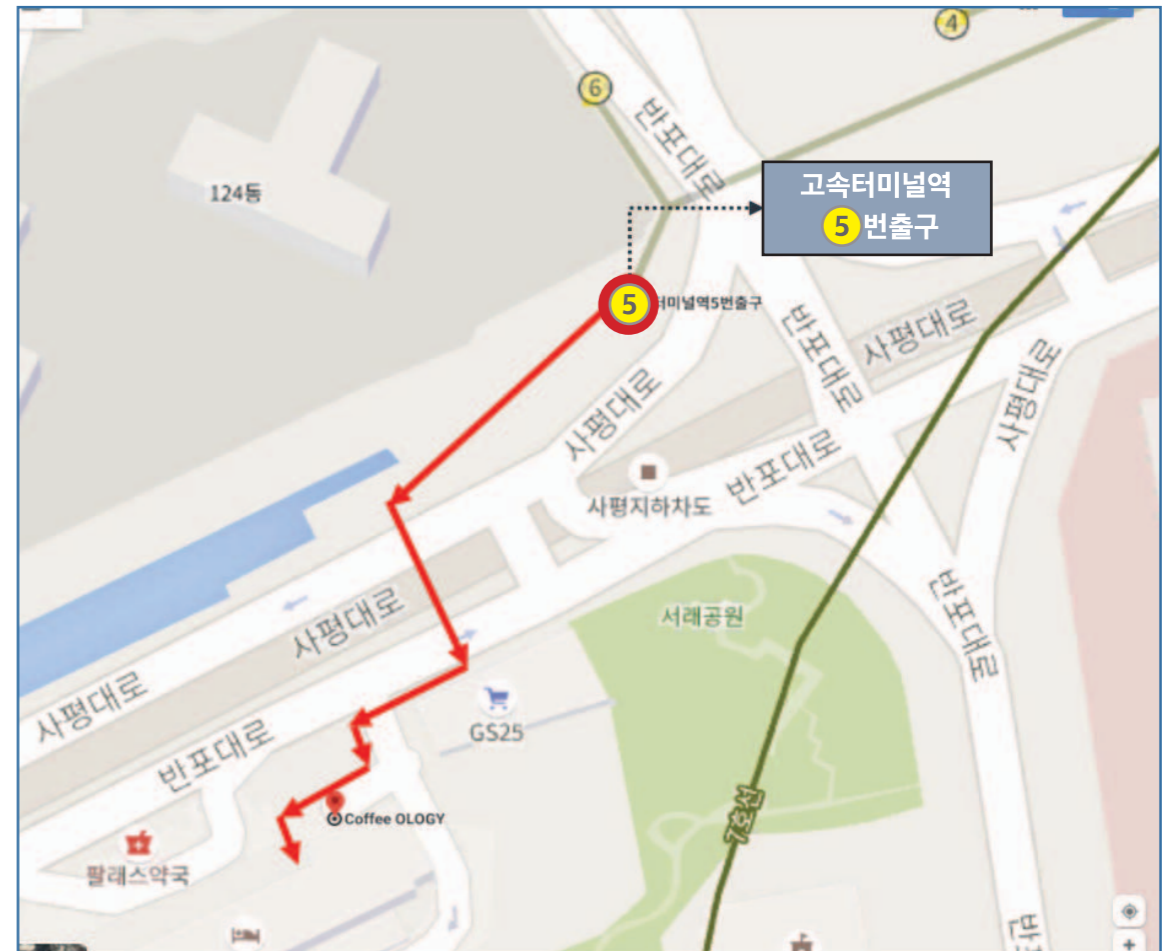 4
6
반포대로
124동
고속터미널역
5 번출구
5
터미널역5번출구
반포대로
사평대로
사평대로
사평대로
반포대로
사평지하차도
서래공원
반포대로
사평대로
사평대로
GS25
반포대로
7호선
Coffee OLOGY
팔래스약국